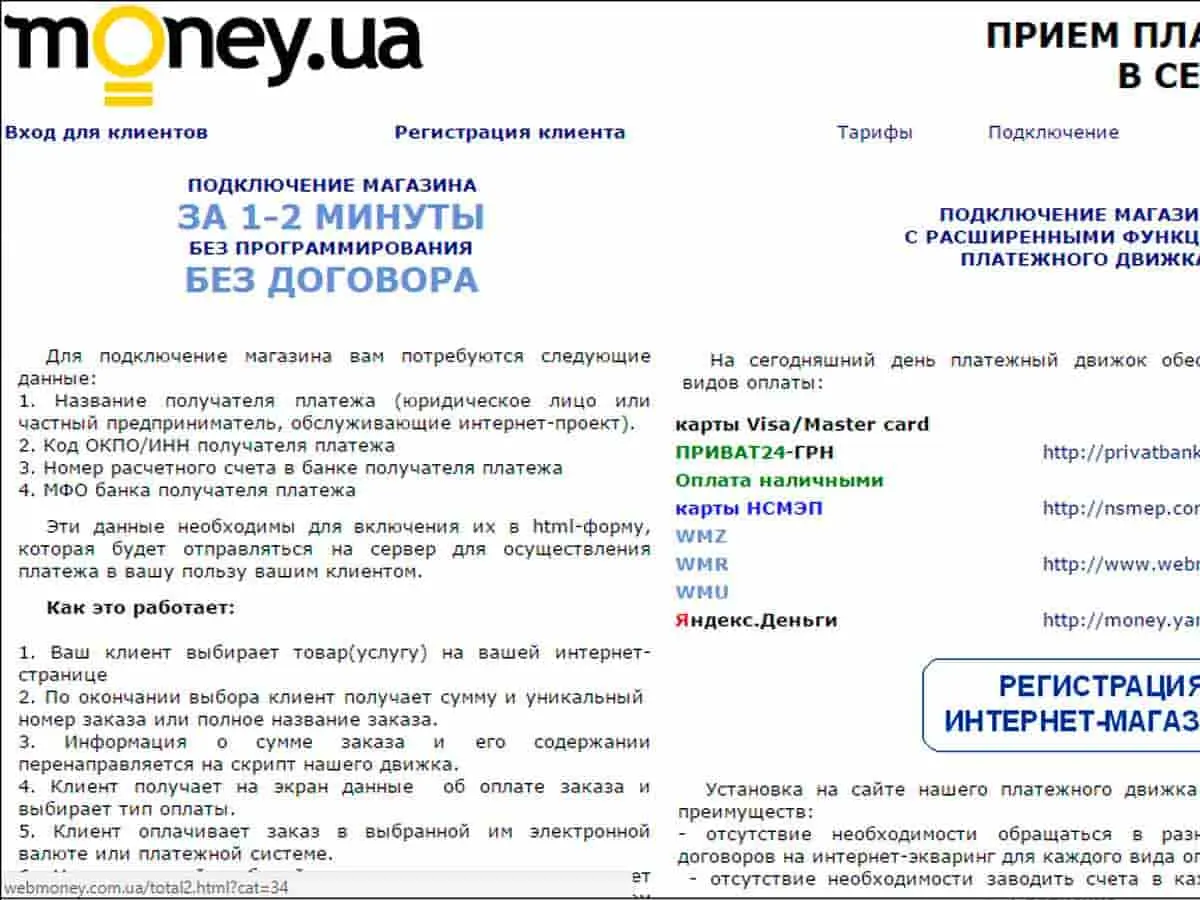 money.ua
ПРИЕМ ПЛА
В СЕ
Вход для клиентов
Регистрация клиента
Тарифы
Подключение
ПОДКЛЮЧЕНИЕ МАГАЗИНА
ЗА 1-2 МИНУТЫ
БЕЗ ПРОГРАММИРОВАНИЯ
БЕЗ ДОГОВОРА
Для подключение магазина вам потребуются следующие
данные:
1. Название получателя платежа (юридическое лицо или
частный предприниматель, обслуживающие интернет-проект).
2. Код ОКПО/ИНН получателя платежа
3. Номер расчетного счета в банке получателя платежа
4. МФО банка получателя платежа
Эти данные необходимы для включения их в html-форму,
которая будет отправляться на сервер для осуществления
платежа в вашу пользу вашим клиентом.
Как это работает:
1. Ваш клиент выбирает товар(услугу) на вашей интернет-
странице
2. По окончании выбора клиент получает сумму и уникальный
номер заказа или полное название заказа.
3. Информация о сумме заказа и его содержании
перенаправляется на скрипт нашего движка.
4. Клиент получает на экран данные об оплате заказа и
выбирает тип оплаты.
5. Клиент оплачивает заказ в выбранной им электронной
валюте или платежной системе.
ет
webmoney.com.ua/total2.html?cat=34
ПОДКЛЮЧЕНИЕ МАГАЗИ
С РАСШИРЕННЫМИ ФУНКЦ
ПЛАТЕЖНОГО ДВИЖКА
На сегодняшний день платежный движок обес
видов оплаты:
карты Visa/Master card
ПРИВАТ24-ГРН http://privatbank
Оплата наличными
карты НСМЭП http://nsmep.cor
WMZ
WMR http://www.webr
WMU
Яндекс.Деньги http://money.yar
РЕГИСТРАЦИЯ
ИНТЕРНЕТ-МАГАЗ
Установка на сайте нашего платежного движка
преимуществ:
- отсутствие необходимости обращаться в разн
договоров на интернет-экваринг для каждого вида оп
- отсутствие необходимости заводить счета в каж